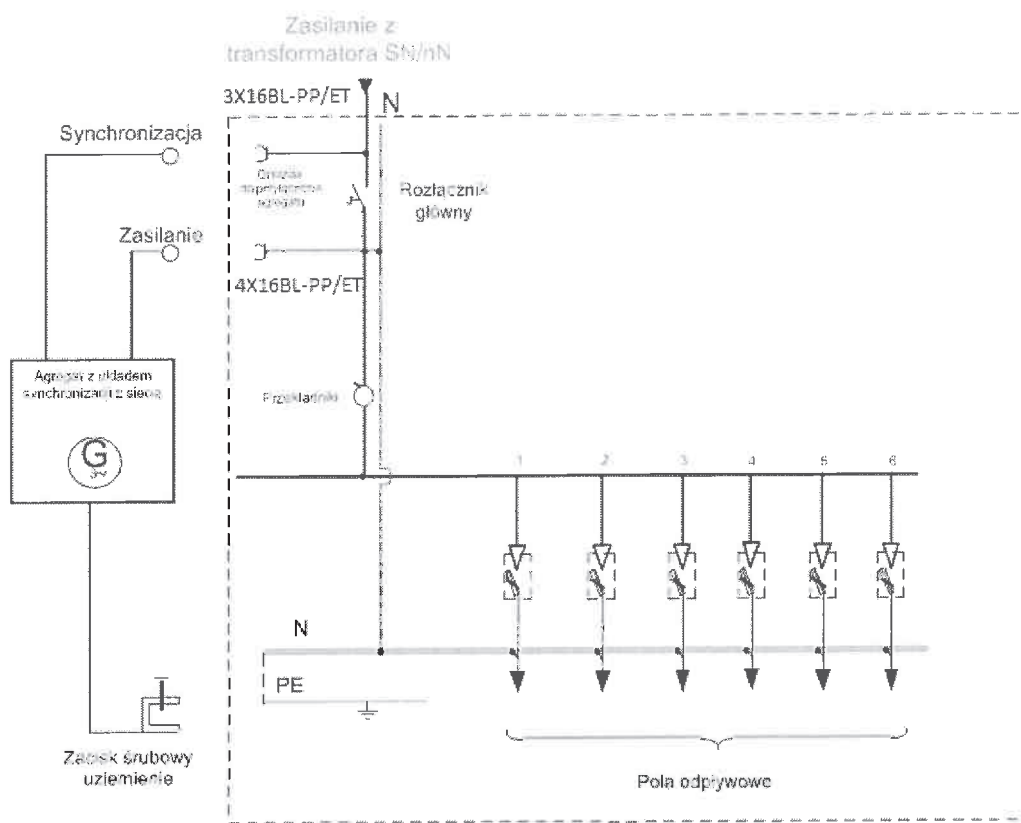 Zasilanie z
transformatora SN/nN
3X16BL-PP/ET
N
Synchronizacja
Rozłącznik
główny
Zasilanie
4X16BL-PP/ET
Agregat z układem
synchronizacji z siecią
G
Przekładniki
1 2 3 4 5 6
N
PE
Zacisk śrubowy
uziemienie
Pola odpływowe